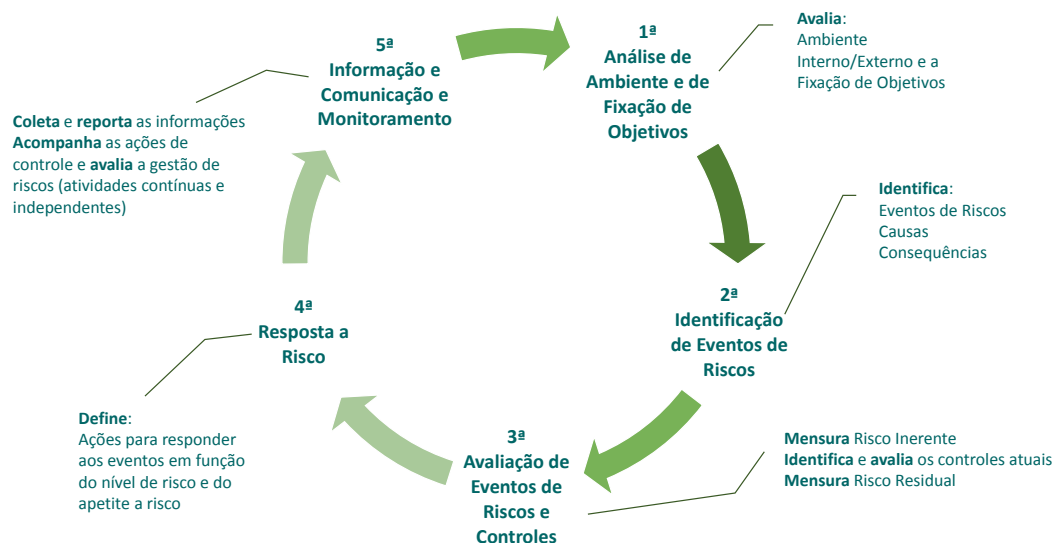 1ª
Análise de
Ambiente e de
Fixação de
Objetivos
Avalia:
Ambiente
Interno/Externo e a
Fixação de Objetivos
2ª
Identificação
de Eventos de
Riscos
Identifica:
Eventos de Riscos
Causas
Consequências
3ª
Avaliação de
Eventos de
Riscos e
Controles
Mensura Risco Inerente
Identifica e avalia os controles atuais
Mensura Risco Residual
4ª
Resposta a
Risco
Define:
Ações para responder
aos eventos em função
do nível de risco e do
apetite a risco
5ª
Informação e
Comunicação e
Monitoramento
Coleta e reporta as informações
Acompanha as ações de
controle e avalia a gestão de
riscos (atividades contínuas e
independentes)